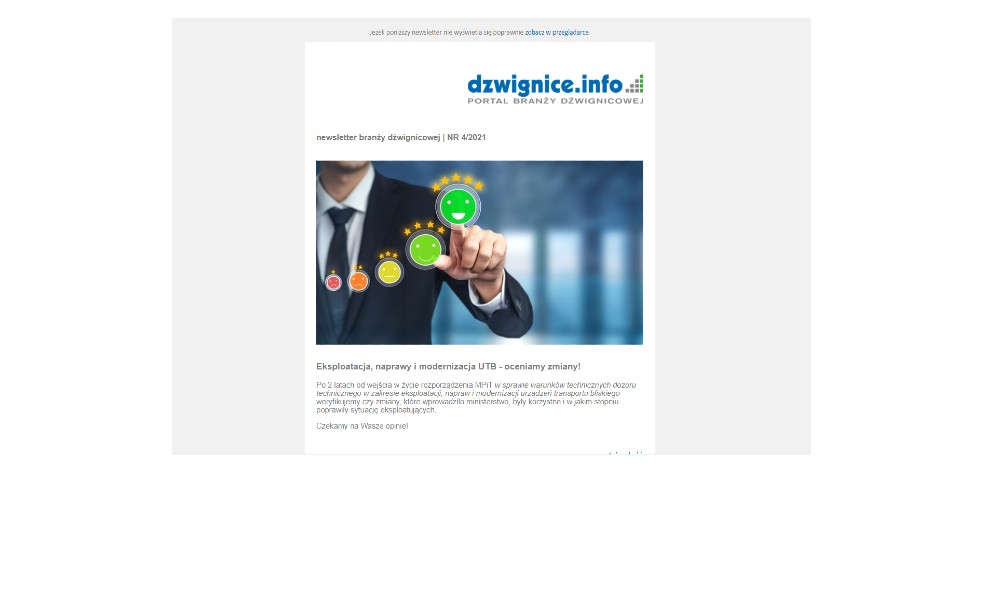 Jeżeli poniższy newsletter nie wyświetla się poprawnie zobacz w przeglądarce.
dzwignice.info
PORTAL BRANŻY DŹWIGNICOWEJ
newsletter branży dźwignicowej | NR 4/2021
Eksploatacja, naprawy i modernizacja UTB - oceniamy zmiany!
Po 2 latach od wejścia w życie rozporządzenia MPiT w sprawie warunków technicznych dozoru
technicznego w zakresie eksploatacji, napraw i modernizacji urządzeń transportu bliskiego
weryfikujemy czy zmiany, które wprowadziło ministerstwo, były korzystne i w jakim stopniu
poprawiły sytuację eksploatujących.
Czekamy na Wasze opinie!